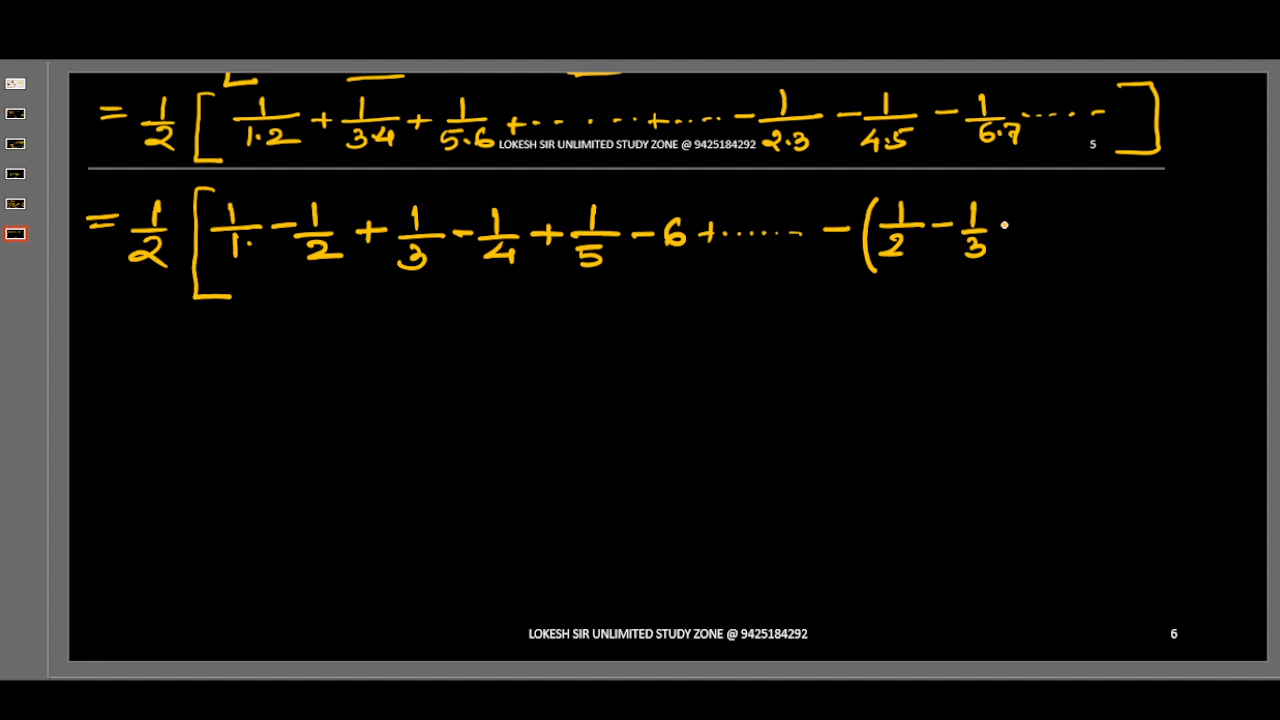 = 1/2 [ 1/1·2 + 1/3·4 + 1/5·6 + ........ + ..... - 1/2·3 - 1/4·5 - 1/6·7 ..... - ]
LOKESH SIR UNLIMITED STUDY ZONE @ 9425184292 5
= 1/2 [ 1/1· - 1/2 + 1/3 - 1/4 + 1/5 - 6 + ....... - ( 1/2 - 1/3
LOKESH SIR UNLIMITED STUDY ZONE @ 9425184292 6